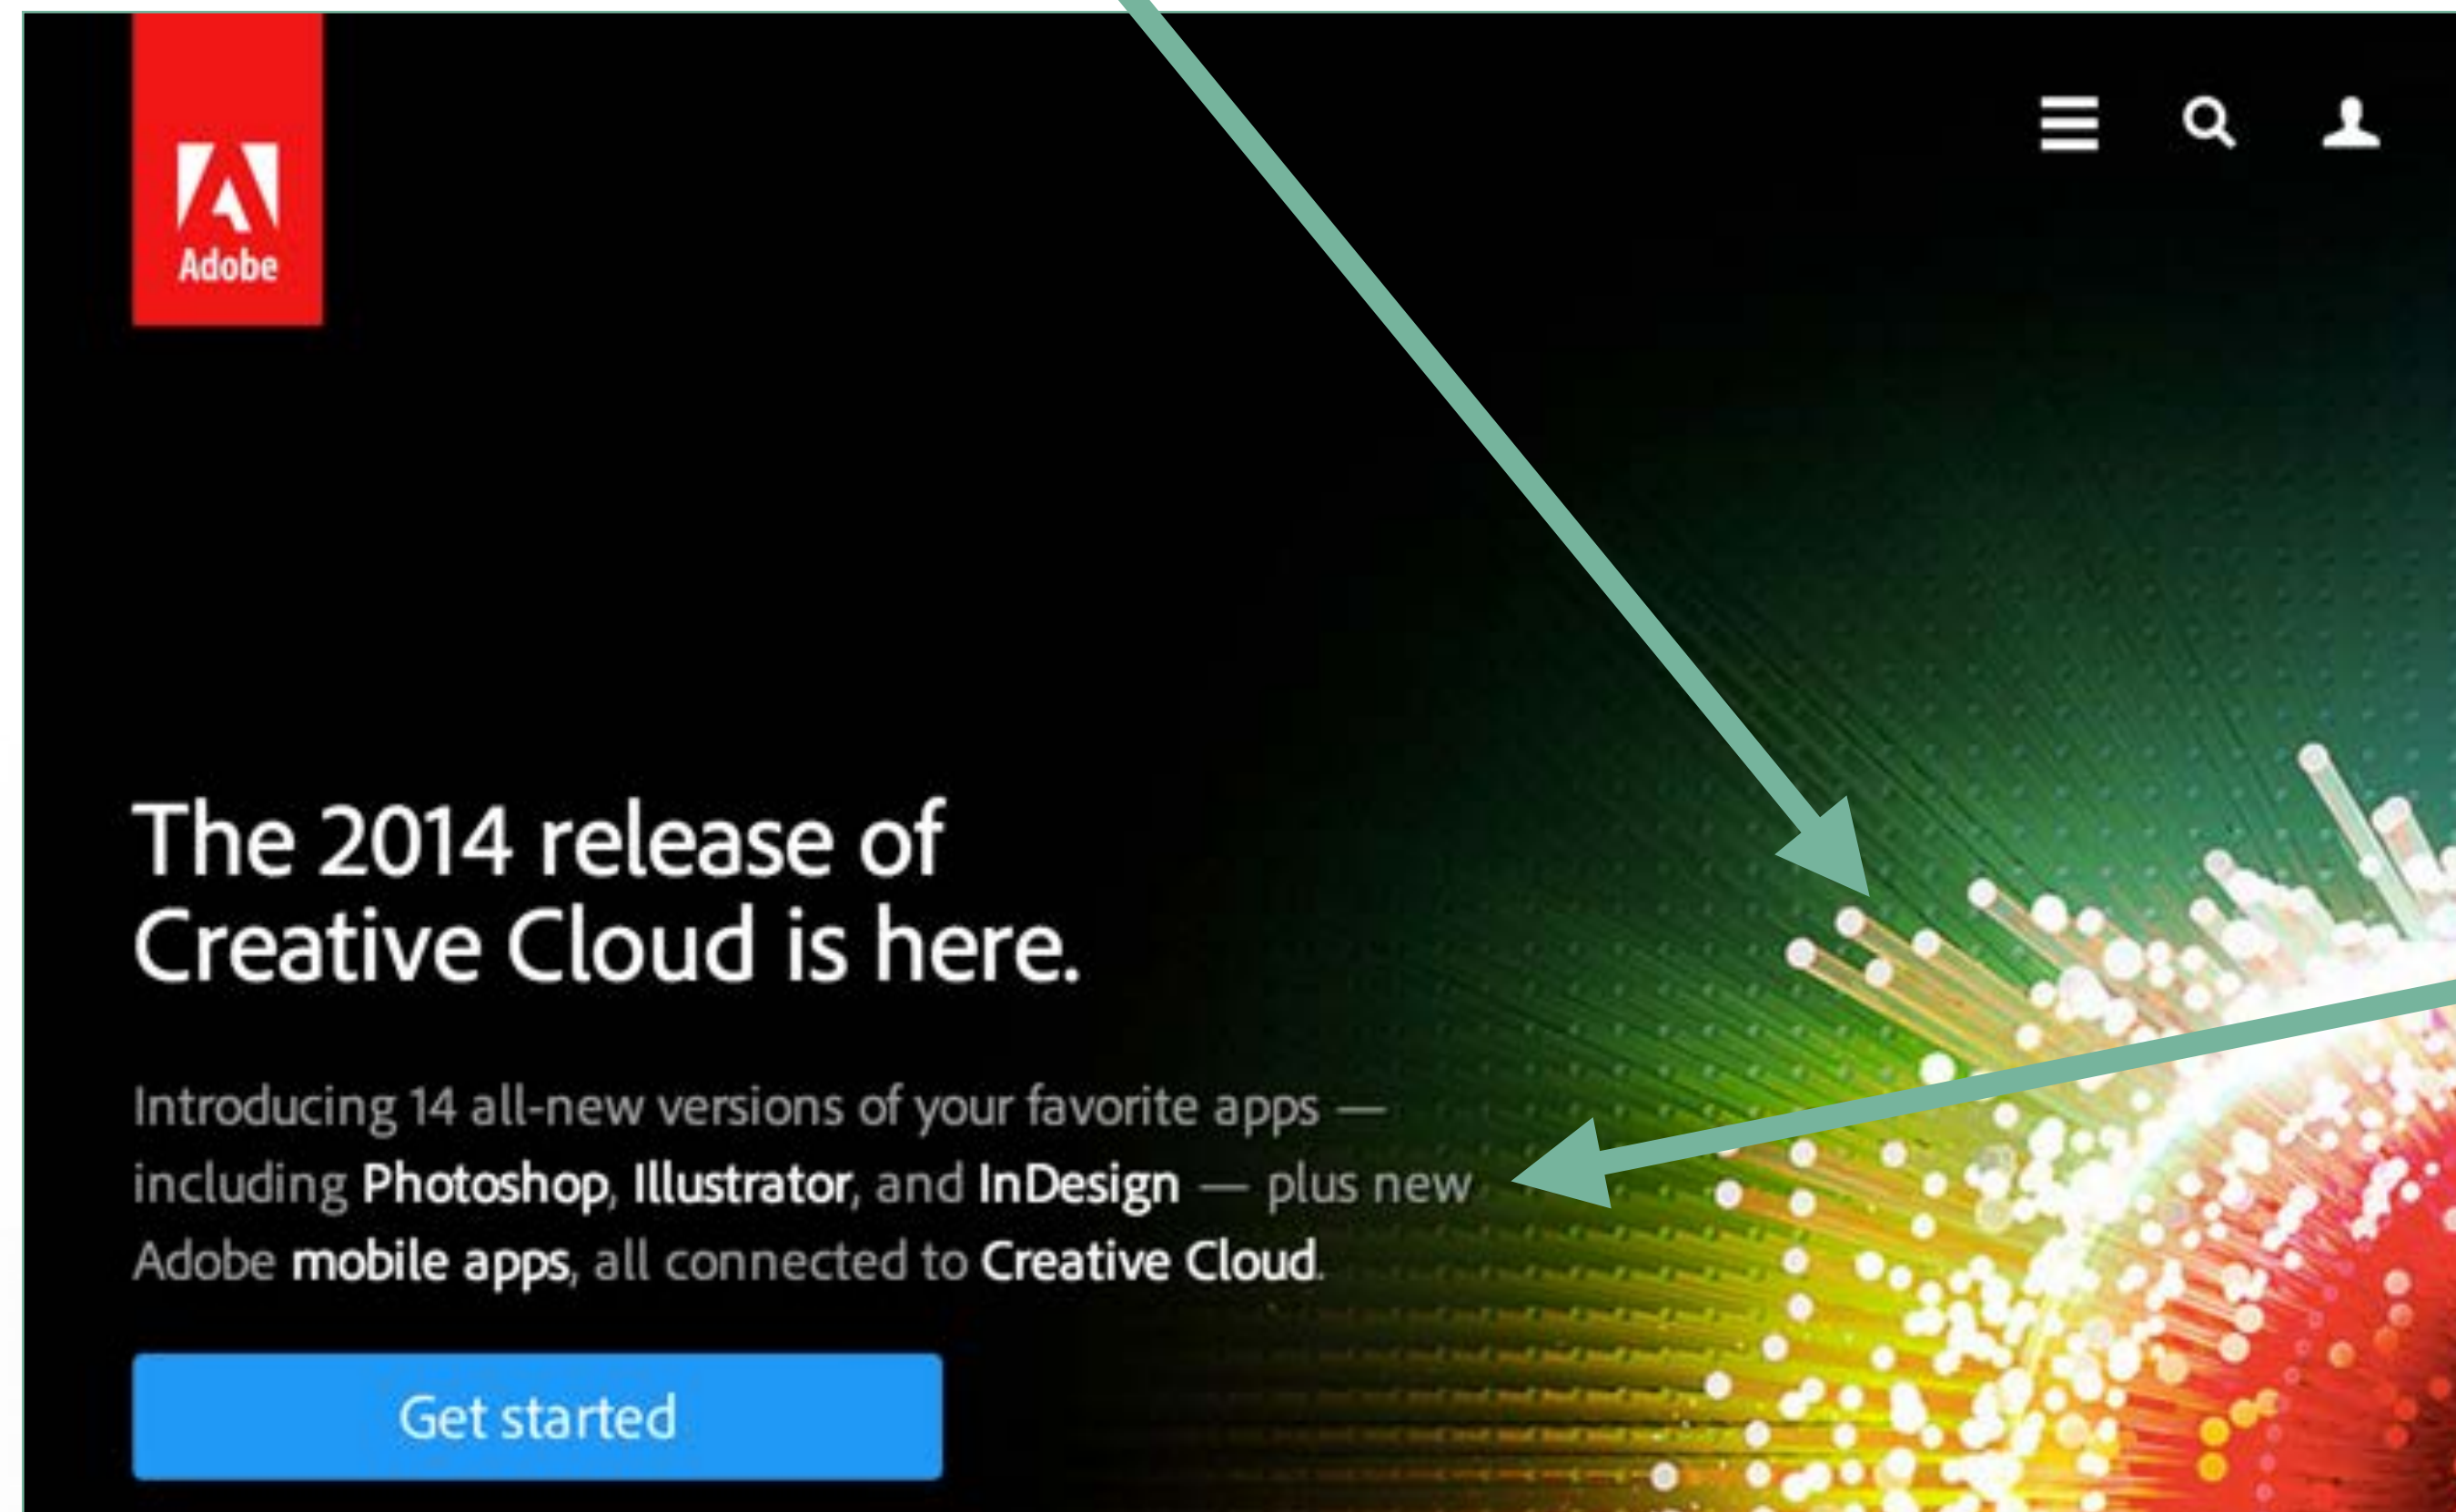 Adobe
The 2014 release of
Creative Cloud is here.
Introducing 14 all-new versions of your favorite apps —
including Photoshop, Illustrator, and InDesign — plus new
Adobe mobile apps, all connected to Creative Cloud.
Get started